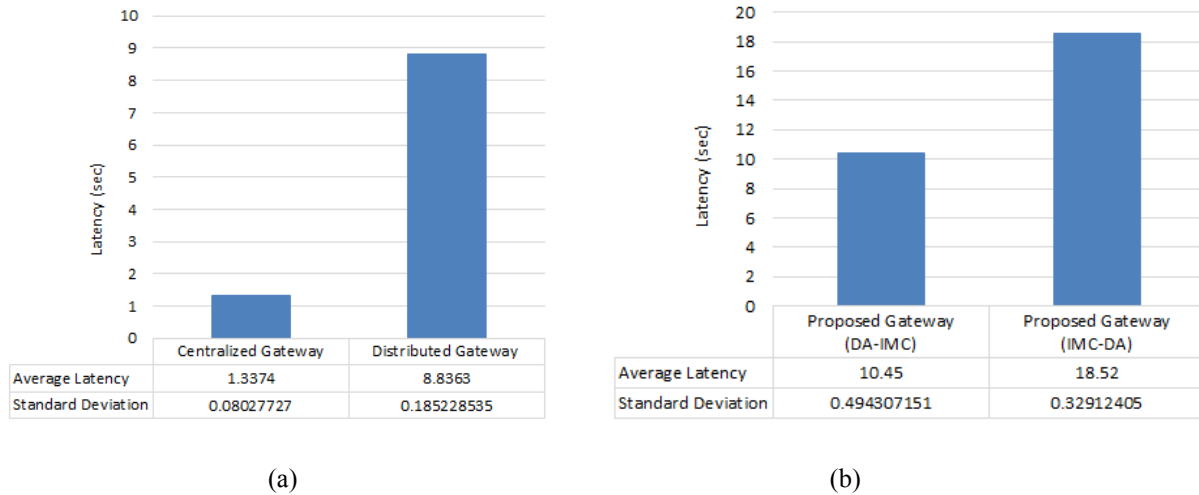 10
9
8
7
6
5
4
3
2
1
0
Latency (sec)
Centralized Gateway Distributed Gateway
Average Latency 1.3374 8.8363
Standard Deviation 0.08027727 0.185228535
(a)
20
18
16
14
12
10
8
6
4
2
0
Latency (sec)
Proposed Gateway (DA-IMC) Proposed Gateway (IMC-DA)
Average Latency 10.45 18.52
Standard Deviation 0.494307151 0.32912405
(b)